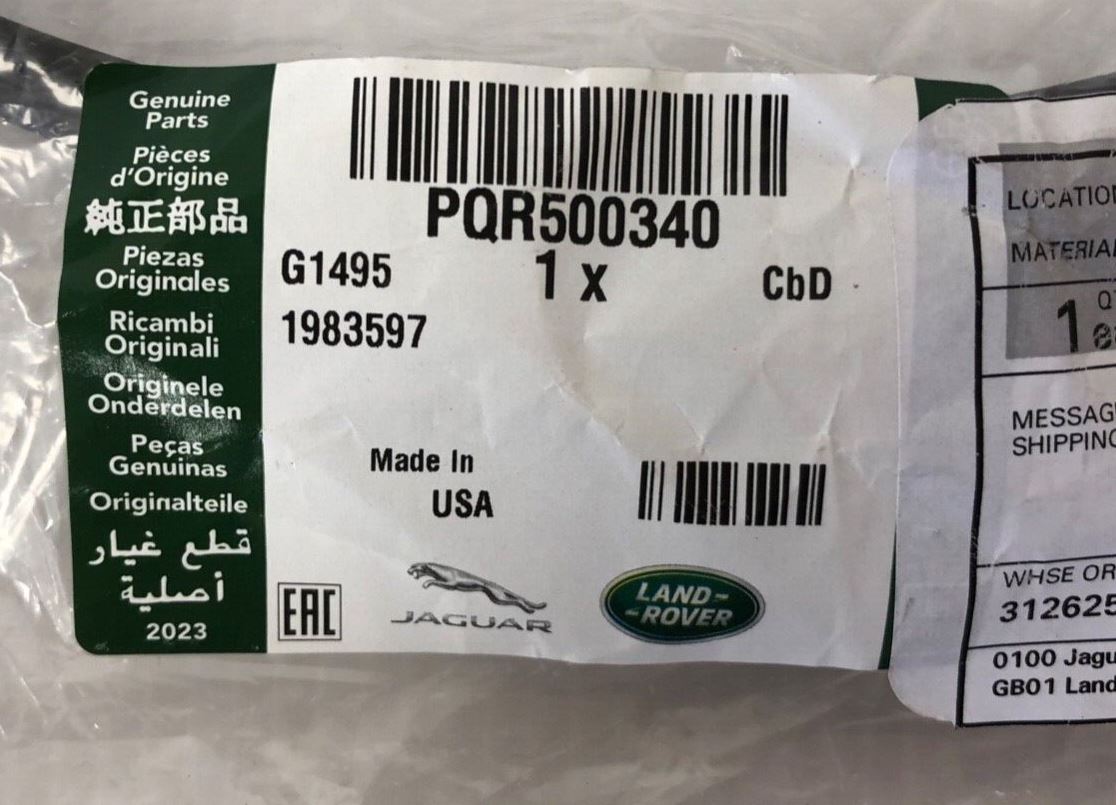 Genuine
Parts
Pièces
d'Origine
純正部品
Piezas
Originales
Ricambi
Originali
Originele
Onderdelen
Peças
Genuinas
Originalteile
قطع غيار
أصلية
2023
PQR500340
G1495 1 x CbD
1983597
Made In
USA
EAC
JAGUAR
LAND-
-ROVER
LOCATIO
MATERIA
1 Q
MESSAG
SHIPPING
WHSE OR
312625
0100 Jagu
GB01 Land